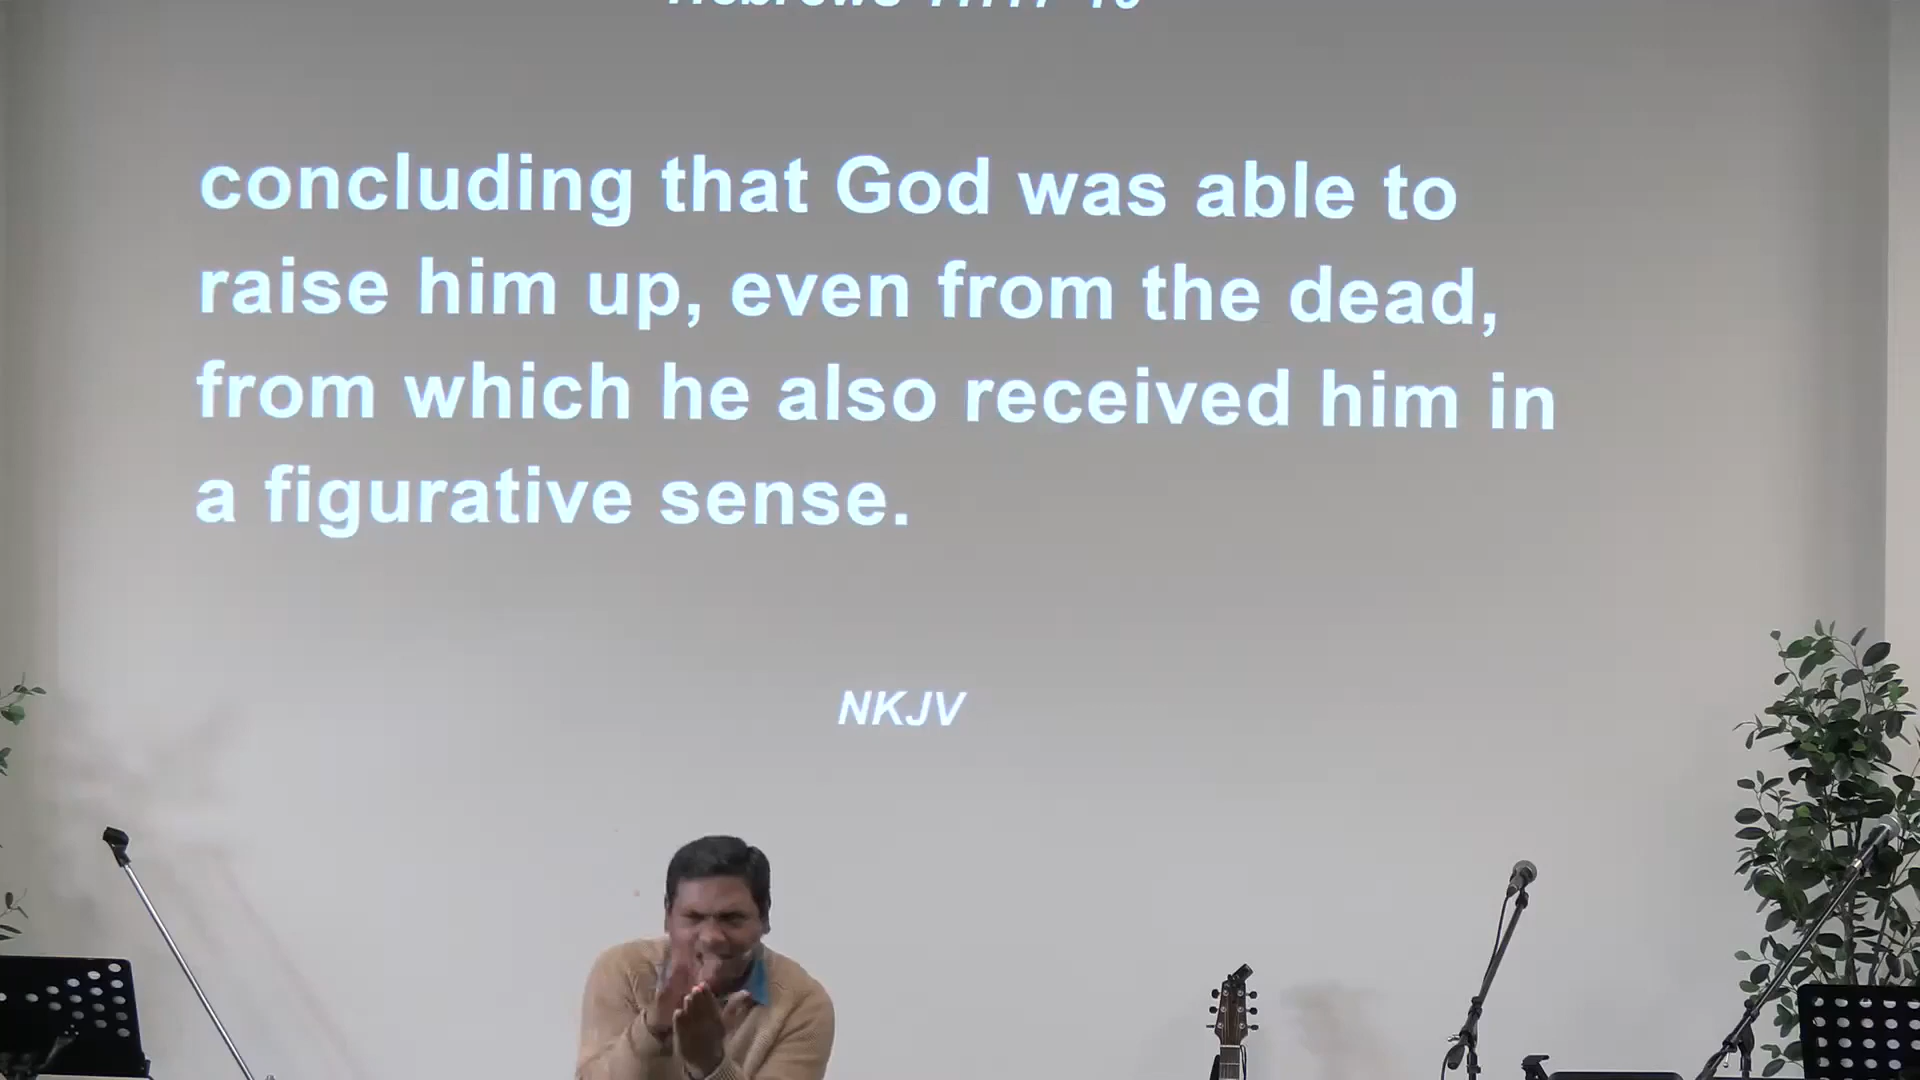 concluding that God was able to
raise him up, even from the dead,
from which he also received him in
a figurative sense.
NKJV